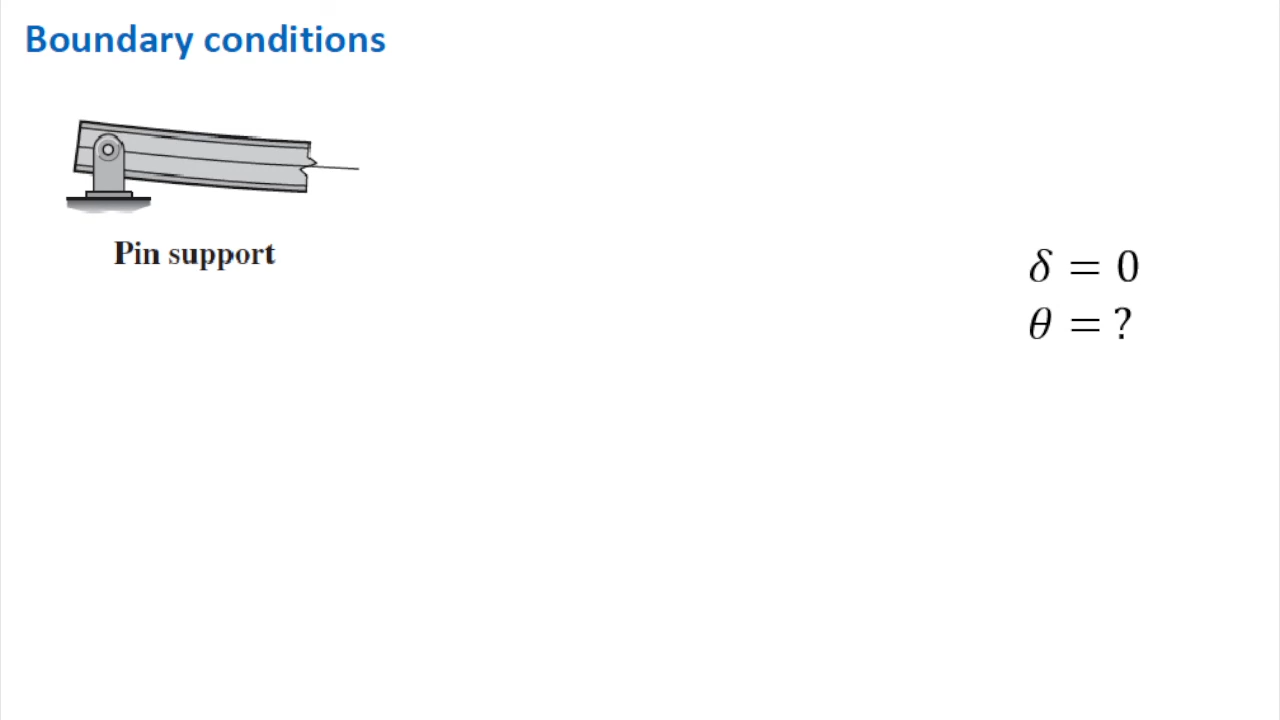 Boundary conditions
Pin support
δ = 0
θ = ?